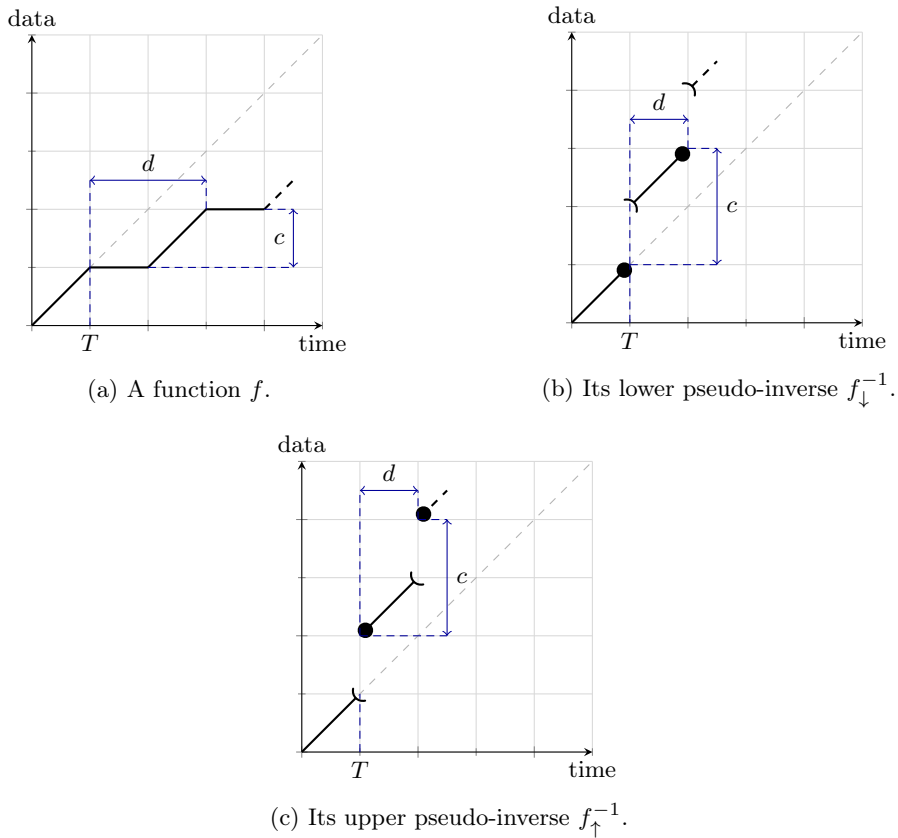 data
d
c
T
time
(a) A function f.
data
d
c
T
time
(b) Its lower pseudo-inverse f↓⁻¹.
data
d
c
T
time
(c) Its upper pseudo-inverse f↑⁻¹.